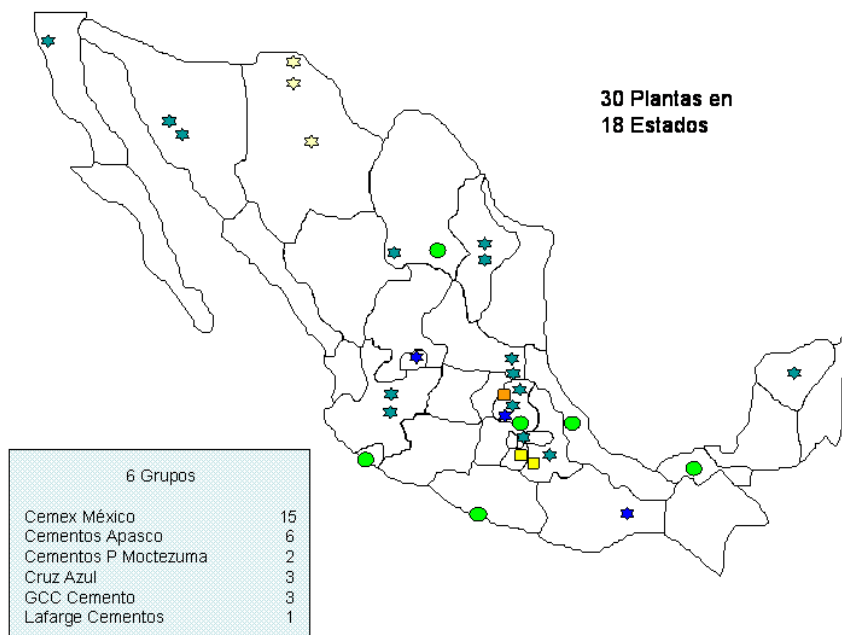 30 Plantas en
18 Estados
6 Grupos
Cemex México 15
Cementos Apasco 6
Cementos P Moctezuma 2
Cruz Azul 3
GCC Cemento 3
Lafarge Cementos 1